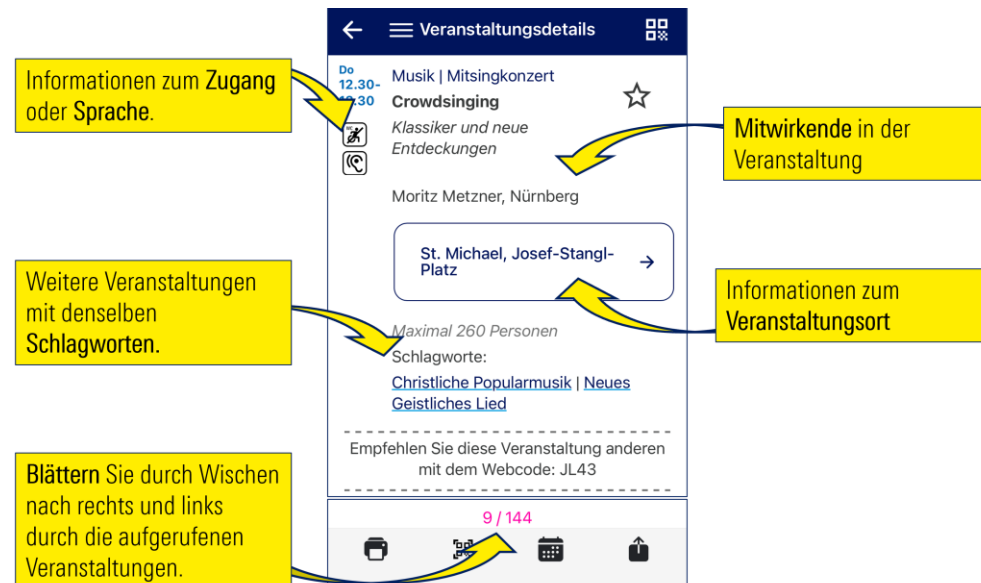 Veranstaltungsdetails
Informationen zum Zugang
oder Sprache.
Do
12.30-
Musik | Mitsingkonzert
Crowdsinging
Klassiker und neue
Entdeckungen
Mitwirkende in der
Veranstaltung
Moritz Metzner, Nürnberg
St. Michael, Josef-Stangl-
Platz
Weitere Veranstaltungen
mit denselben
Schlagworten.
Informationen zum
Veranstaltungsort
Maximal 260 Personen
Schlagworte:
Christliche Popularmusik | Neues
Geistliches Lied
Empfehlen Sie diese Veranstaltung anderen
mit dem Webcode: JL43
Blättern Sie durch Wischen
nach rechts und links
durch die aufgerufenen
Veranstaltungen.
9 / 144